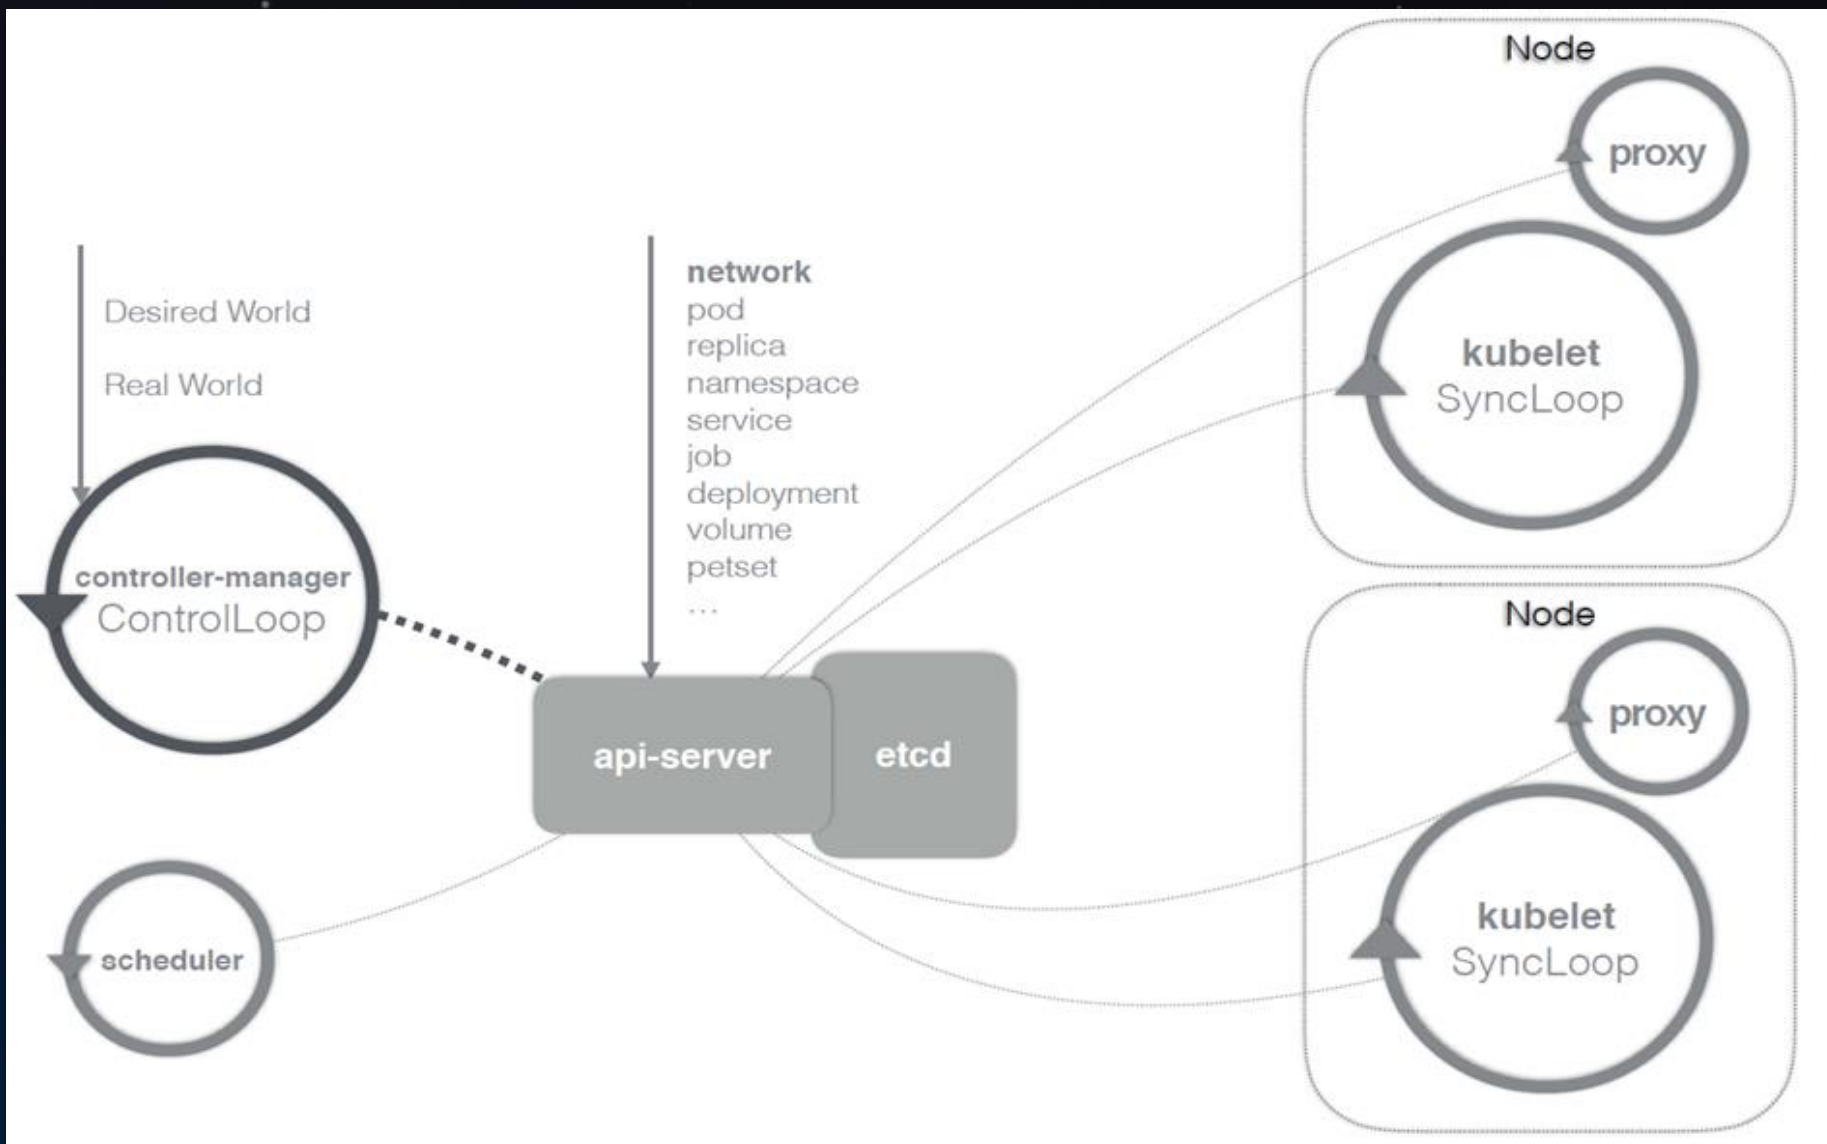 Desired World
Real World
controller-manager
ControlLoop
scheduler
network
pod
replica
namespace
service
job
deployment
volume
petset
...
api-server
etcd
Node
proxy
kubelet
SyncLoop
Node
proxy
kubelet
SyncLoop